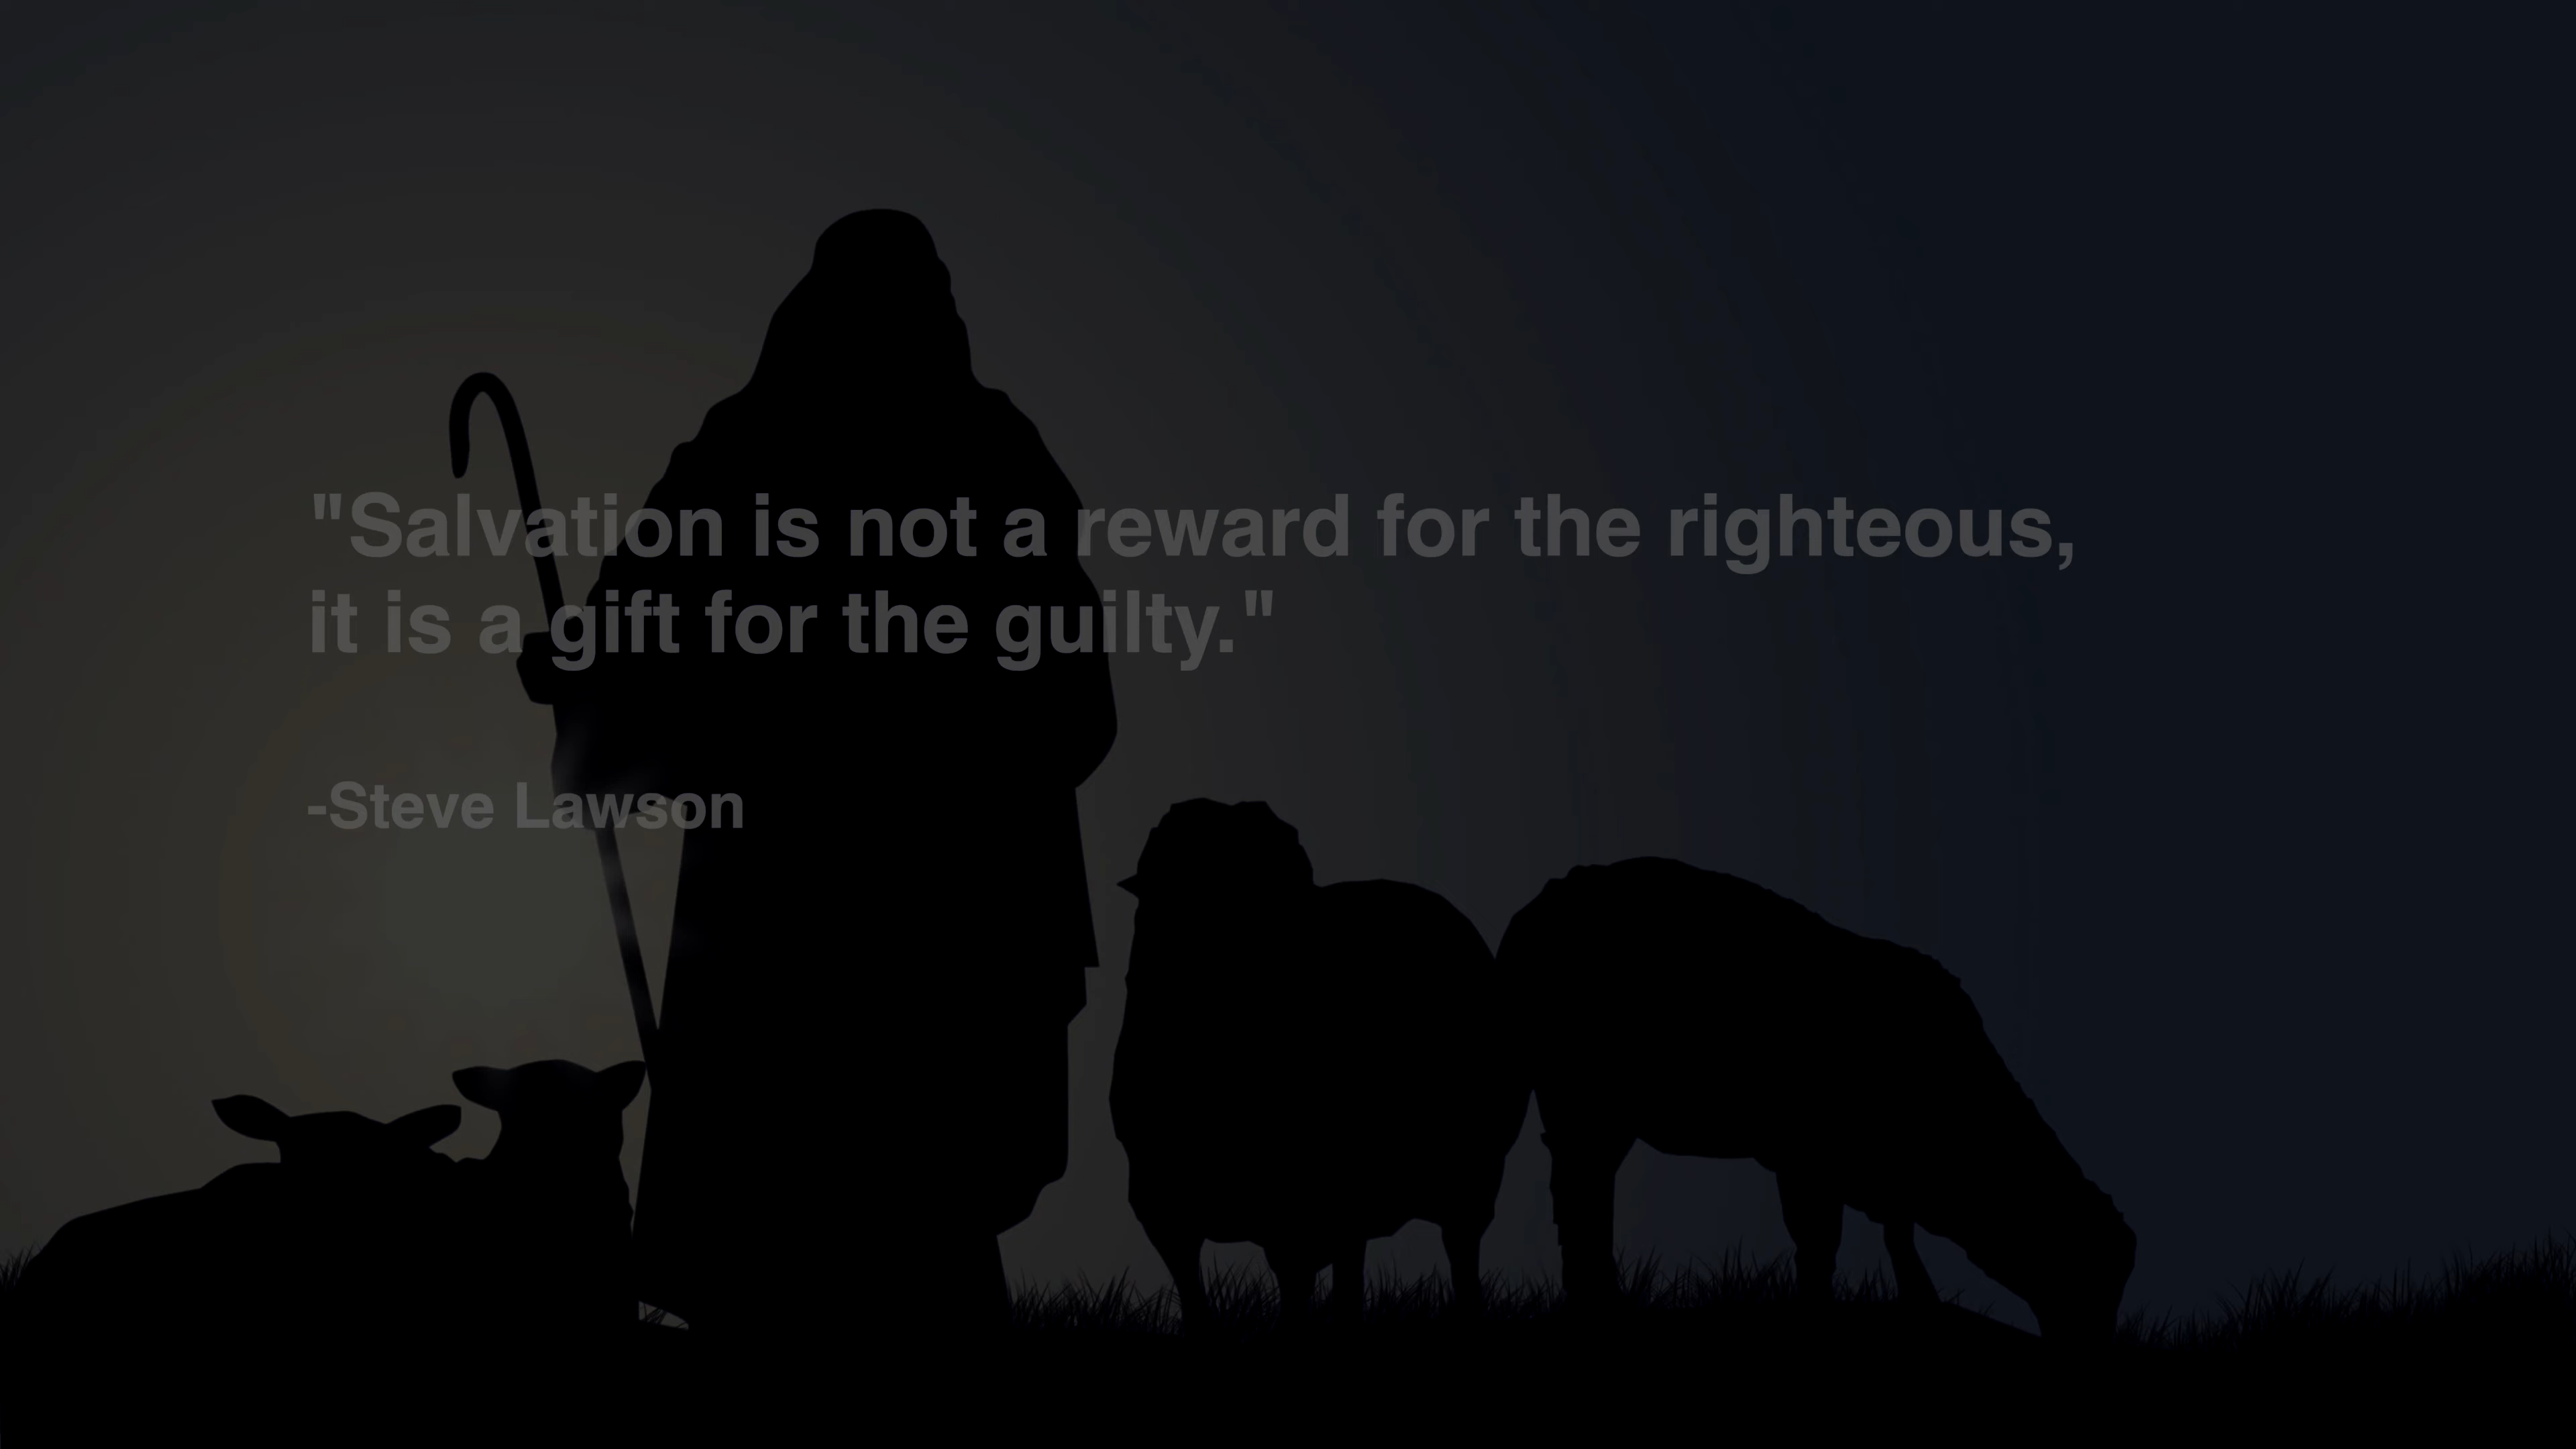 "Salvation is not a reward for the righteous,
it is a gift for the guilty."
-Steve Lawson